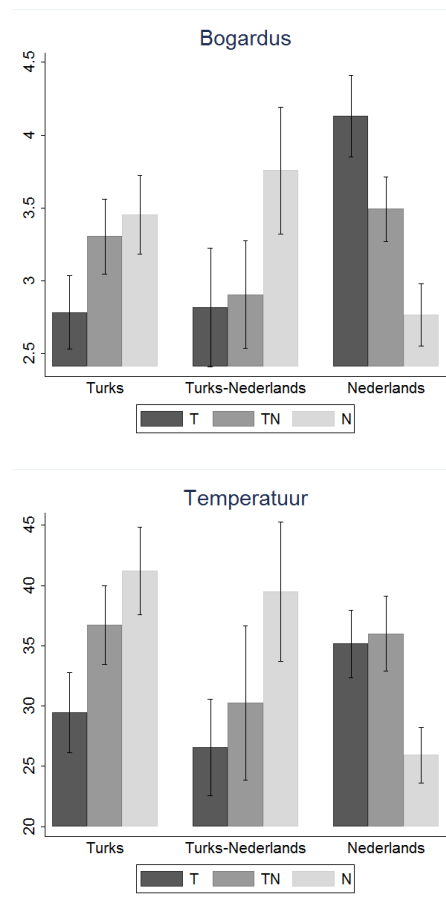 Bogardus
4.5
4
3.5
3
2.5
Turks Turks-Nederlands Nederlands
T TN N
Temperatuur
45
40
35
30
25
20
Turks Turks-Nederlands Nederlands
T TN N